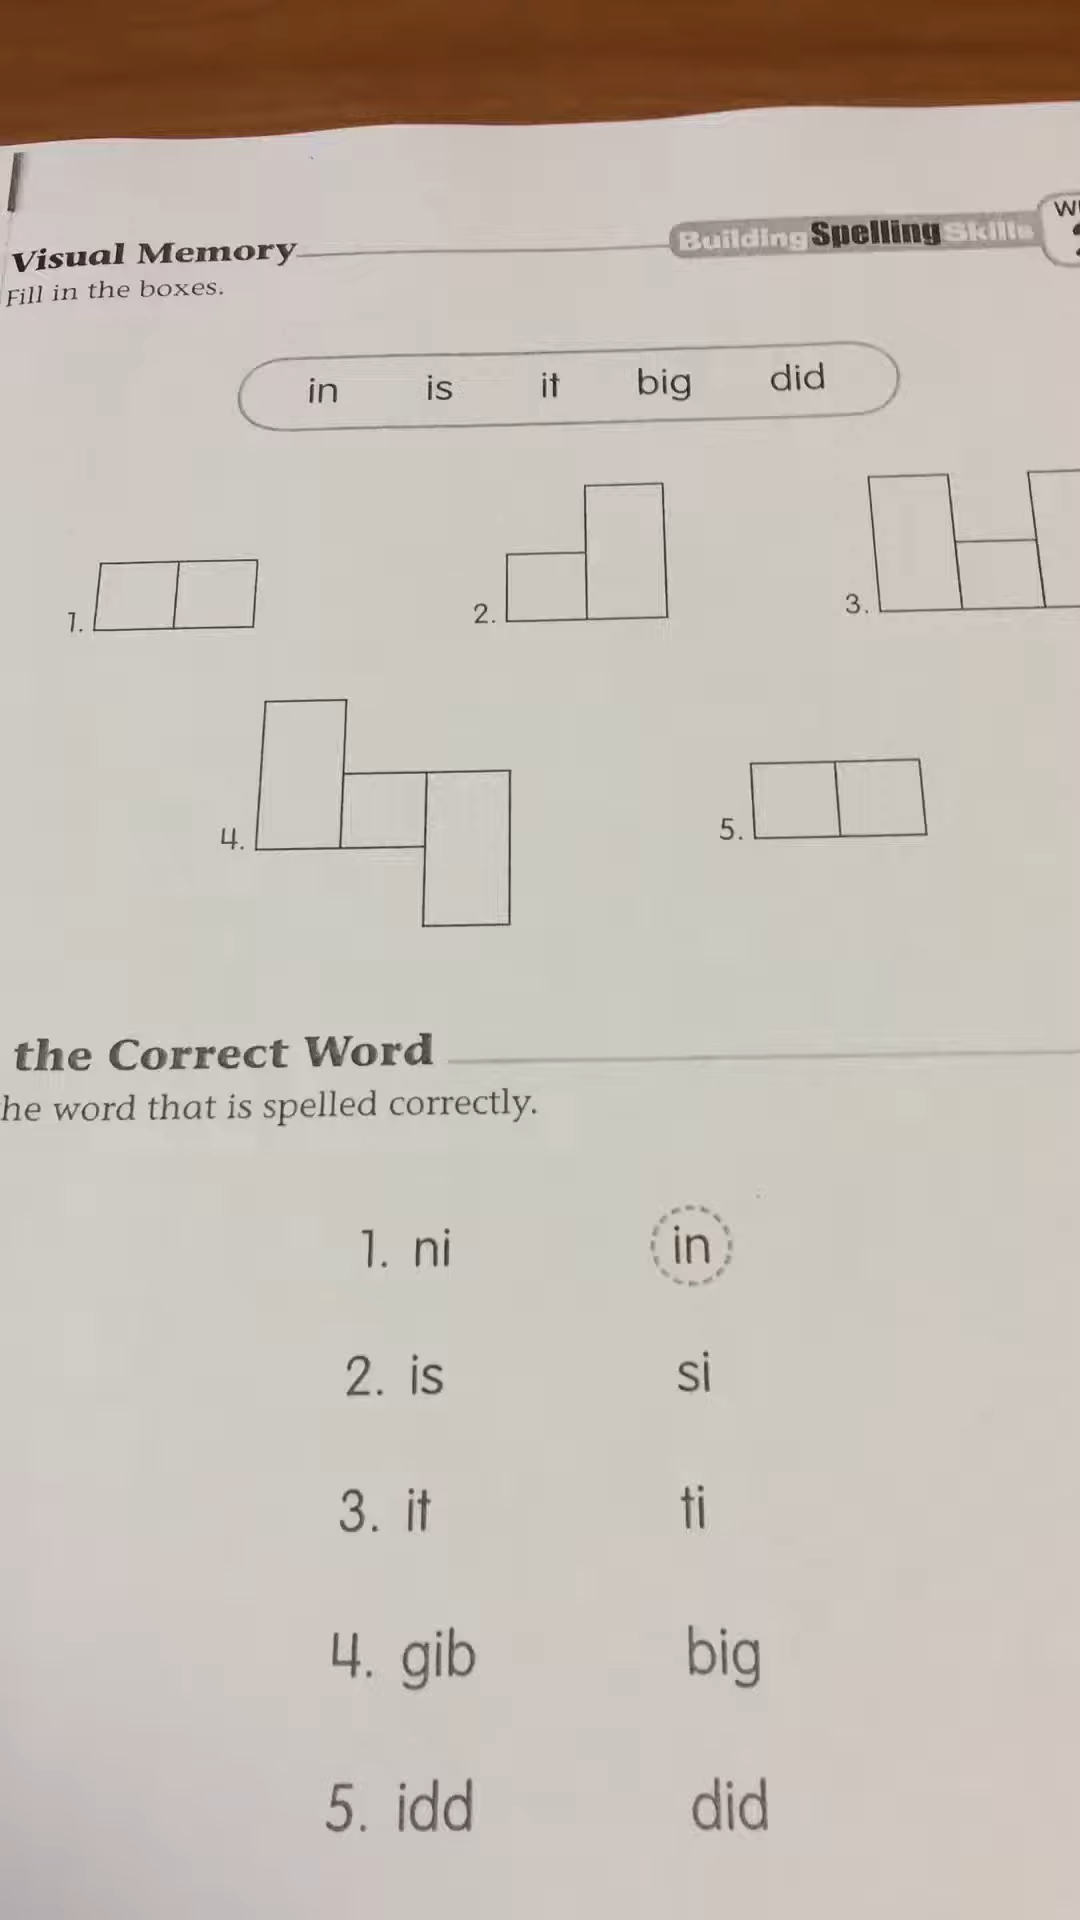 Visual Memory
Building Spelling Skills
Fill in the boxes.
in is it big did
1.
2.
3.
4.
5.
the Correct Word
he word that is spelled correctly.
1. ni in
2. is si
3. it ti
4. gib big
5. idd did